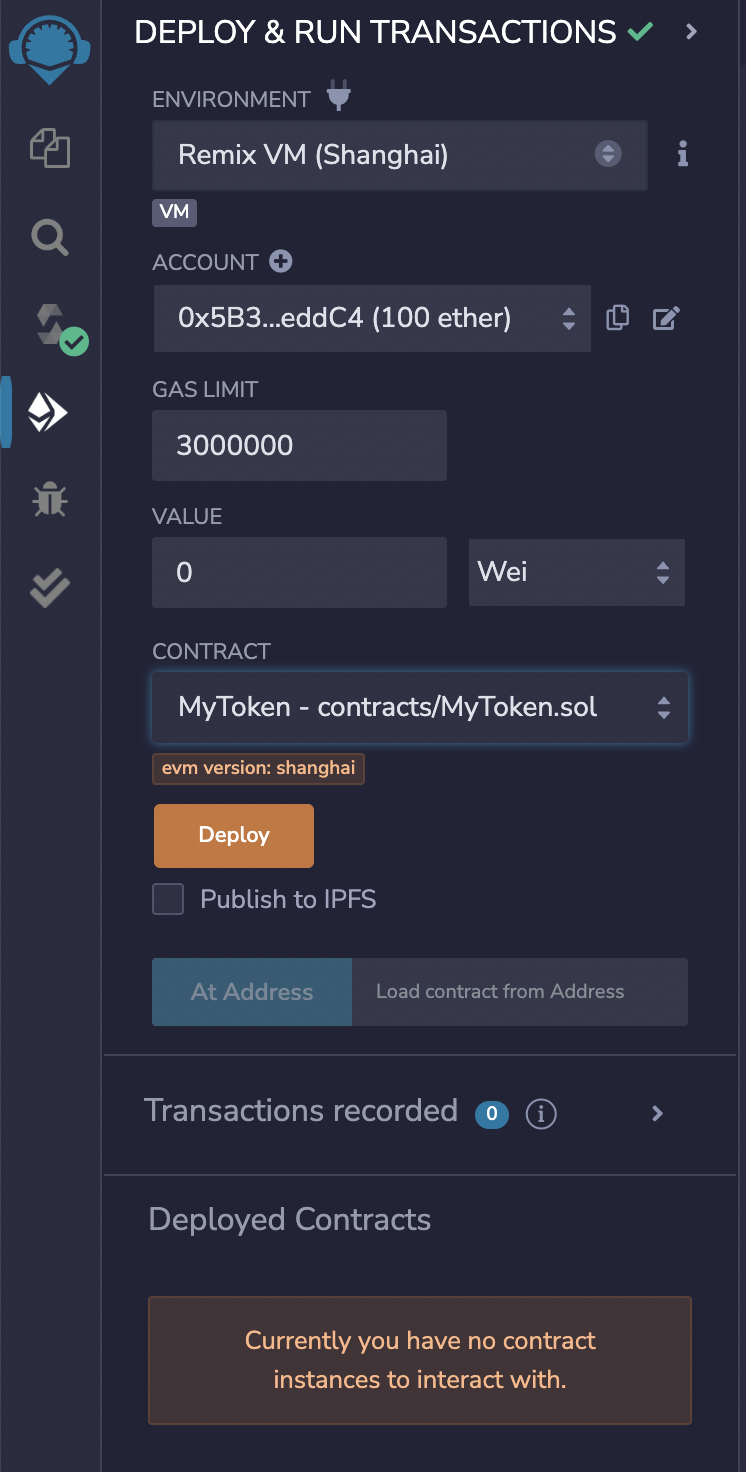 DEPLOY & RUN TRANSACTIONS
ENVIRONMENT
Remix VM (Shanghai)
VM
ACCOUNT
0x5B3...eddC4 (100 ether)
GAS LIMIT
3000000
VALUE
0 Wei
CONTRACT
MyToken - contracts/MyToken.sol
evm version: shanghai
Deploy
Publish to IPFS
At Address Load contract from Address
Transactions recorded 0 i
Deployed Contracts
Currently you have no contract
instances to interact with.